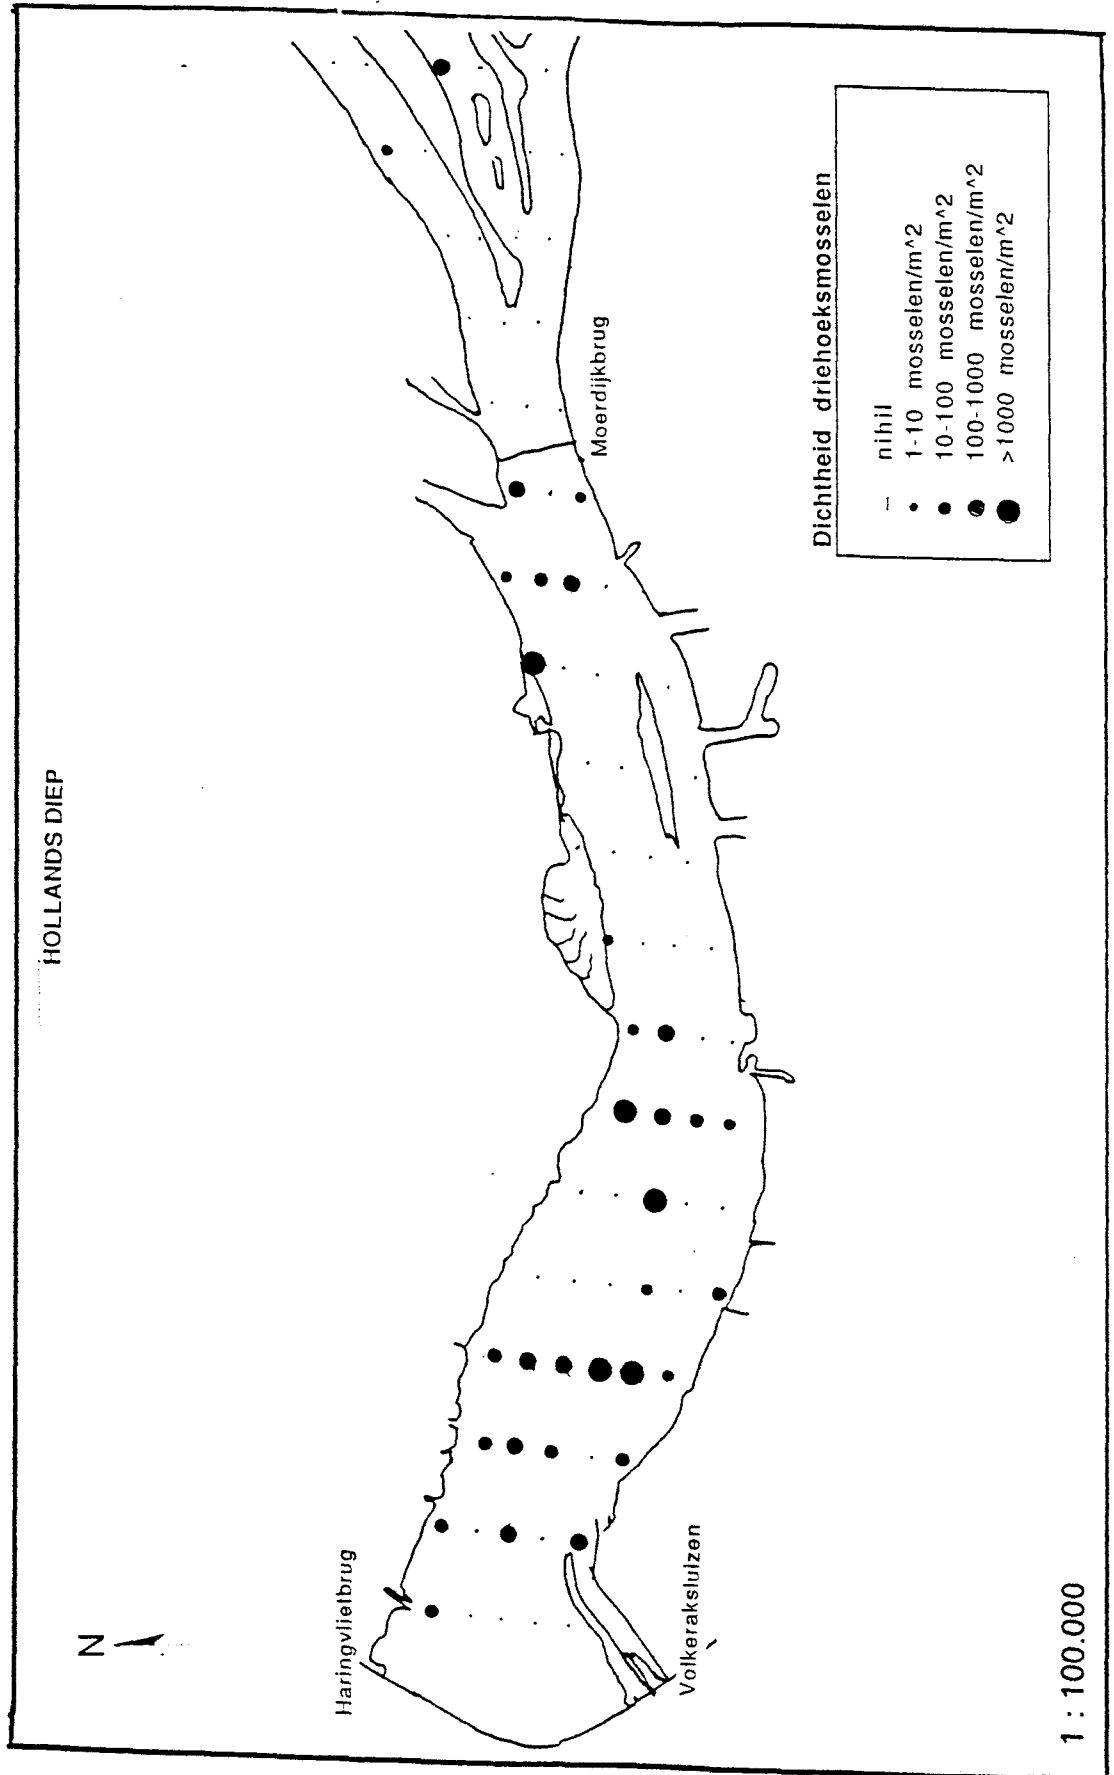 HOLLANDS DIEP
N
Haringvlietbrug
Volkeraksluizen
Moerdijkbrug
Dichtheid driehoeksmosselen
nihil
1-10 mosselen/m^2
10-100 mosselen/m^2
100-1000 mosselen/m^2
>1000 mosselen/m^2
1 : 100.000